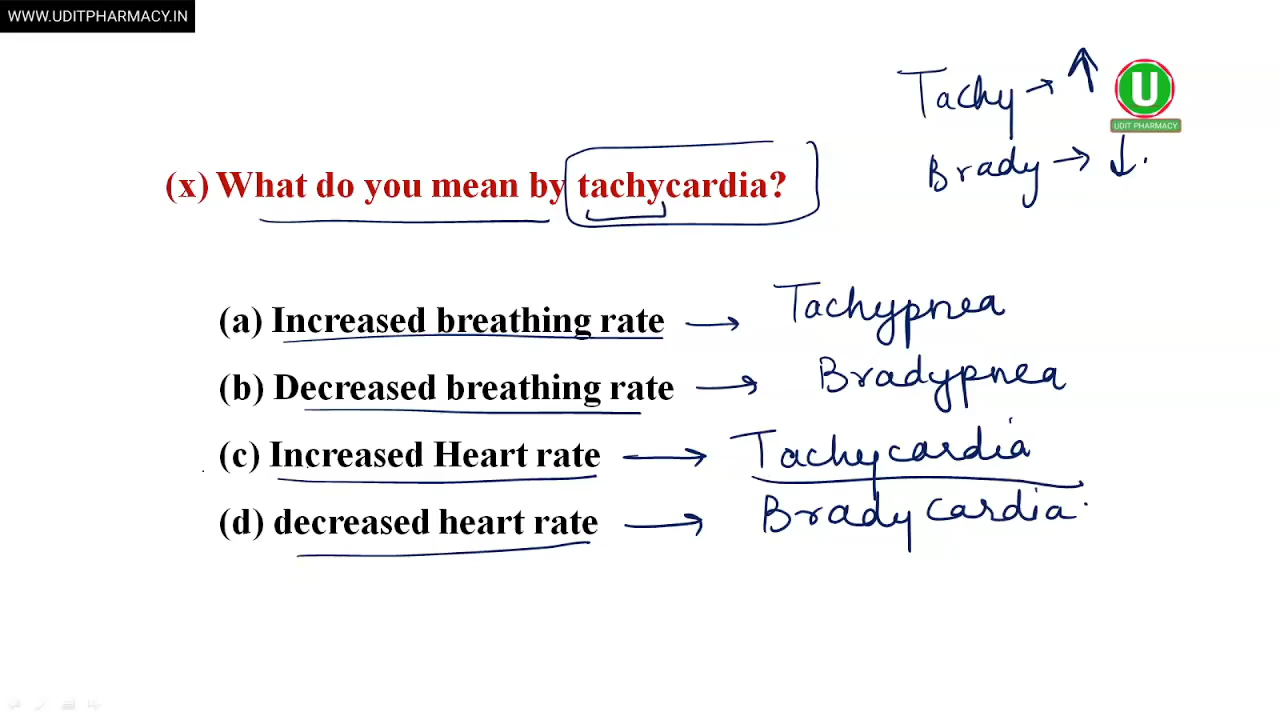 WWW.UDITPHARMACY.IN
Tachy → ↑
U
UDIT PHARMACY
Brady → ↓
(x) What do you mean by tachycardia?
(a) Increased breathing rate → Tachypnea
(b) Decreased breathing rate → Bradypnea
(c) Increased Heart rate → Tachycardia
(d) decreased heart rate → Bradycardia